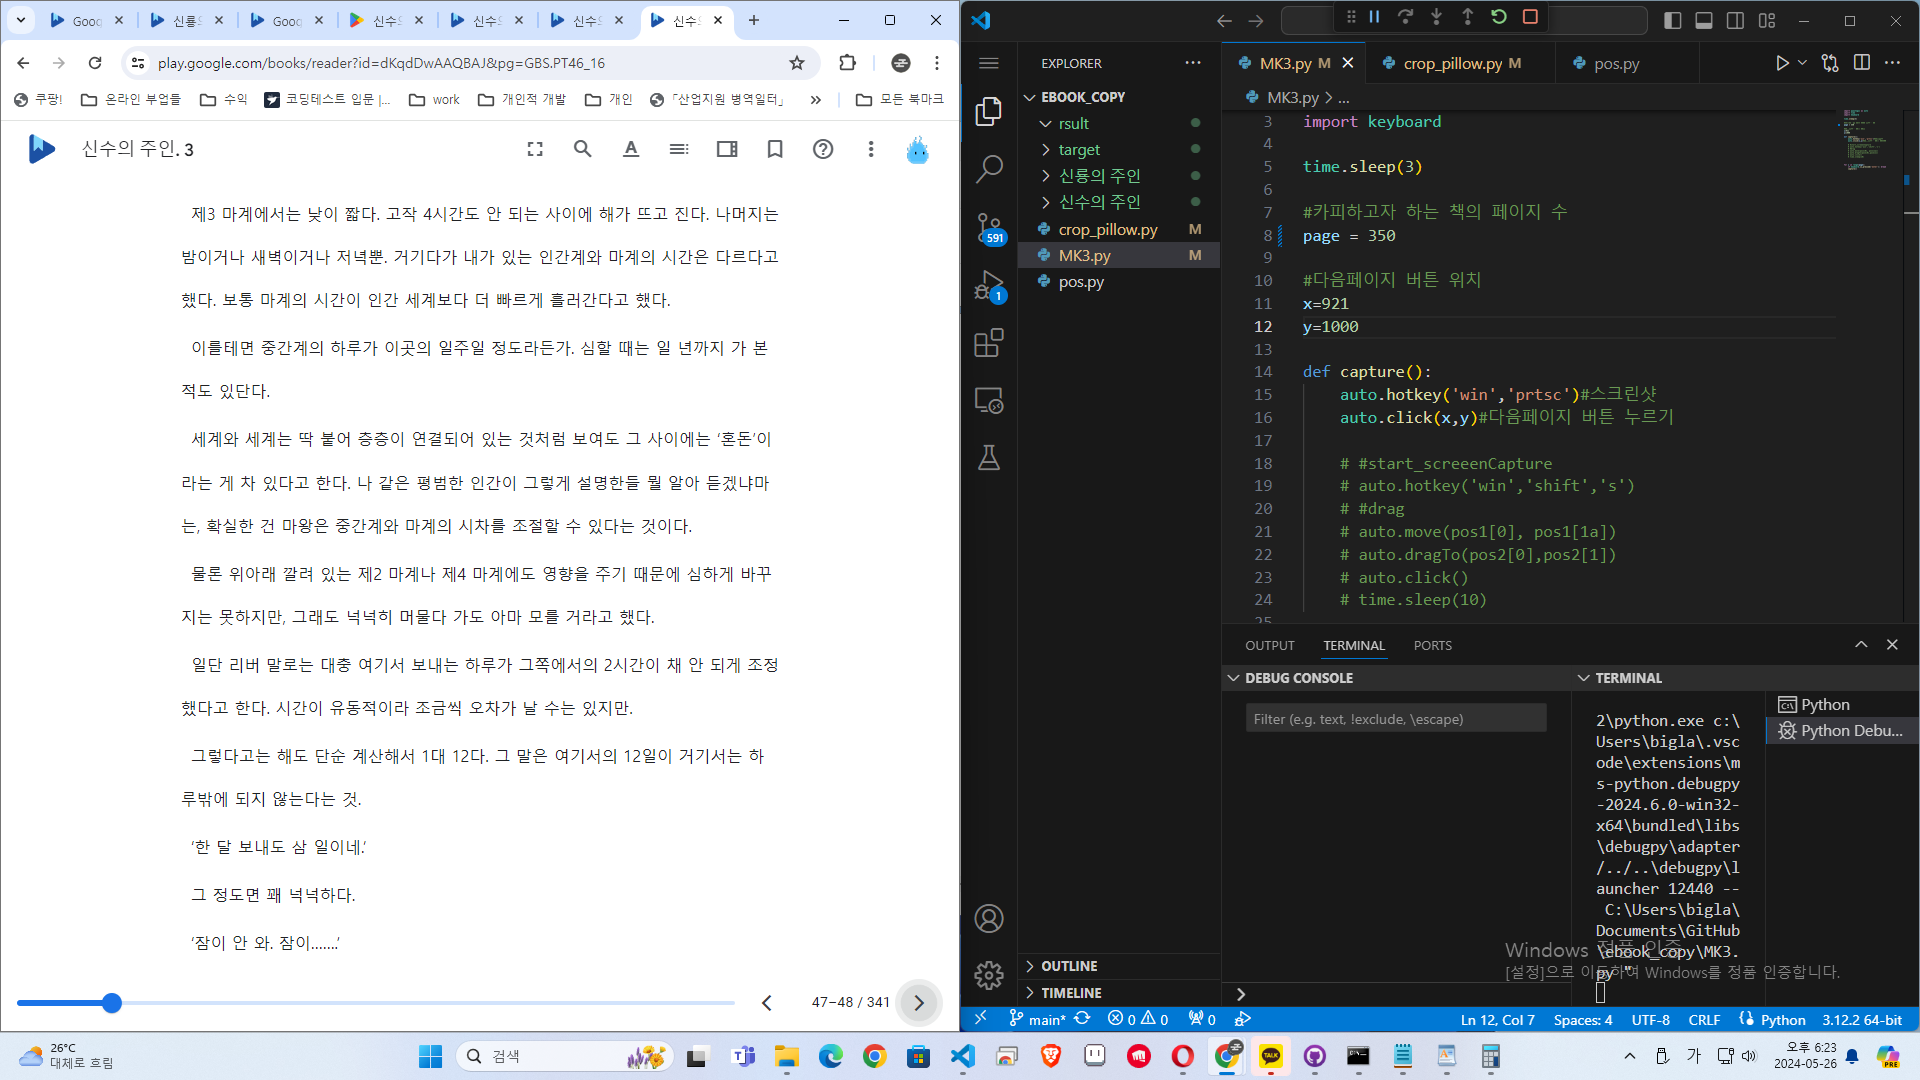 Goog
신룡
Goog
신수의
신수
신수
신수
play.google.com/books/reader?id=dKqdDwAAQBAJ&pg=GBS.PT46_16
쿠팡!
온라인 부업들
수익
코딩테스트 입문 |...
work
개인적 개발
개인
「산업지원 병역일터」
»
모든 북마크
신수의 주인. 3
제3 마계에서는 낮이 짧다. 고작 4시간도 안 되는 사이에 해가 뜨고 진다. 나머지는
밤이거나 새벽이거나 저녁뿐. 거기다가 내가 있는 인간계와 마계의 시간은 다르다고
했다. 보통 마계의 시간이 인간 세계보다 더 빠르게 흘러간다고 했다.
이를테면 중간계의 하루가 이곳의 일주일 정도라든가. 심할 때는 일 년까지 가 본
적도 있단다.
세계와 세계는 딱 붙어 층층이 연결되어 있는 것처럼 보여도 그 사이에는 ‘혼돈’이
라는 게 차 있다고 한다. 나 같은 평범한 인간이 그렇게 설명한들 뭘 알아 듣겠냐마
는, 확실한 건 마왕은 중간계와 마계의 시차를 조절할 수 있다는 것이다.
물론 위아래 깔려 있는 제2 마계나 제4 마계에도 영향을 주기 때문에 심하게 바꾸
지는 못하지만, 그래도 넉넉히 머물다 가도 아마 모를 거라고 했다.
일단 리버 말로는 대충 여기서 보내는 하루가 그쪽에서의 2시간이 채 안 되게 조정
했다고 한다. 시간이 유동적이라 조금씩 오차가 날 수는 있지만.
그렇다고는 해도 단순 계산해서 1대 12다. 그 말은 여기서의 12일이 거기서는 하
루밖에 되지 않는다는 것.
‘한 달 보내도 삼 일이네.’
그 정도면 꽤 넉넉하다.
‘잠이 안 와. 잠이…….’
47–48 / 341
EXPLORER
EBOOK_COPY
rsult
target
신룡의 주인
신수의 주인
crop_pillow.py M
MK3.py M
pos.py
591
1
OUTLINE
TIMELINE
MK3.py M
crop_pillow.py M
pos.py
MK3.py > ...
3 import keyboard
4
5 time.sleep(3)
6
7 #카피하고자 하는 책의 페이지 수
8 page = 350
9
10 #다음페이지 버튼 위치
11 x=921
12 y=1000
13
14 def capture():
15 auto.hotkey('win','prtsc')#스크린샷
16 auto.click(x,y)#다음페이지 버튼 누르기
17
18 # #start_screeenCapture
19 # auto.hotkey('win','shift','s')
20 # #drag
21 # auto.move(pos1[0], pos1[1a])
22 # auto.dragTo(pos2[0],pos2[1])
23 # auto.click()
24 # time.sleep(10)
25
OUTPUT
TERMINAL
PORTS
DEBUG CONSOLE
Filter (e.g. text, !exclude, \escape)
TERMINAL
2\python.exe c:\
Users\bigla\.vsc
ode\extensions\m
s-python.debugpy
-2024.6.0-win32-
x64\bundled\libs
\debugpy\adapter
/../..\debugpy\l
auncher 12440 --
C:\Users\bigla\
Documents\GitHub
\ebook_copy\MK3.
py "
Python
Python Debu...
Windows 정품 인증
[설정]으로 이동하여 Windows를 정품 인증합니다.
main*
0
0
0
Ln 12, Col 7
Spaces: 4
UTF-8
CRLF
Python
3.12.2 64-bit
26°C
대체로 흐림
검색
TALK
가
오후 6:23
2024-05-26
PRE